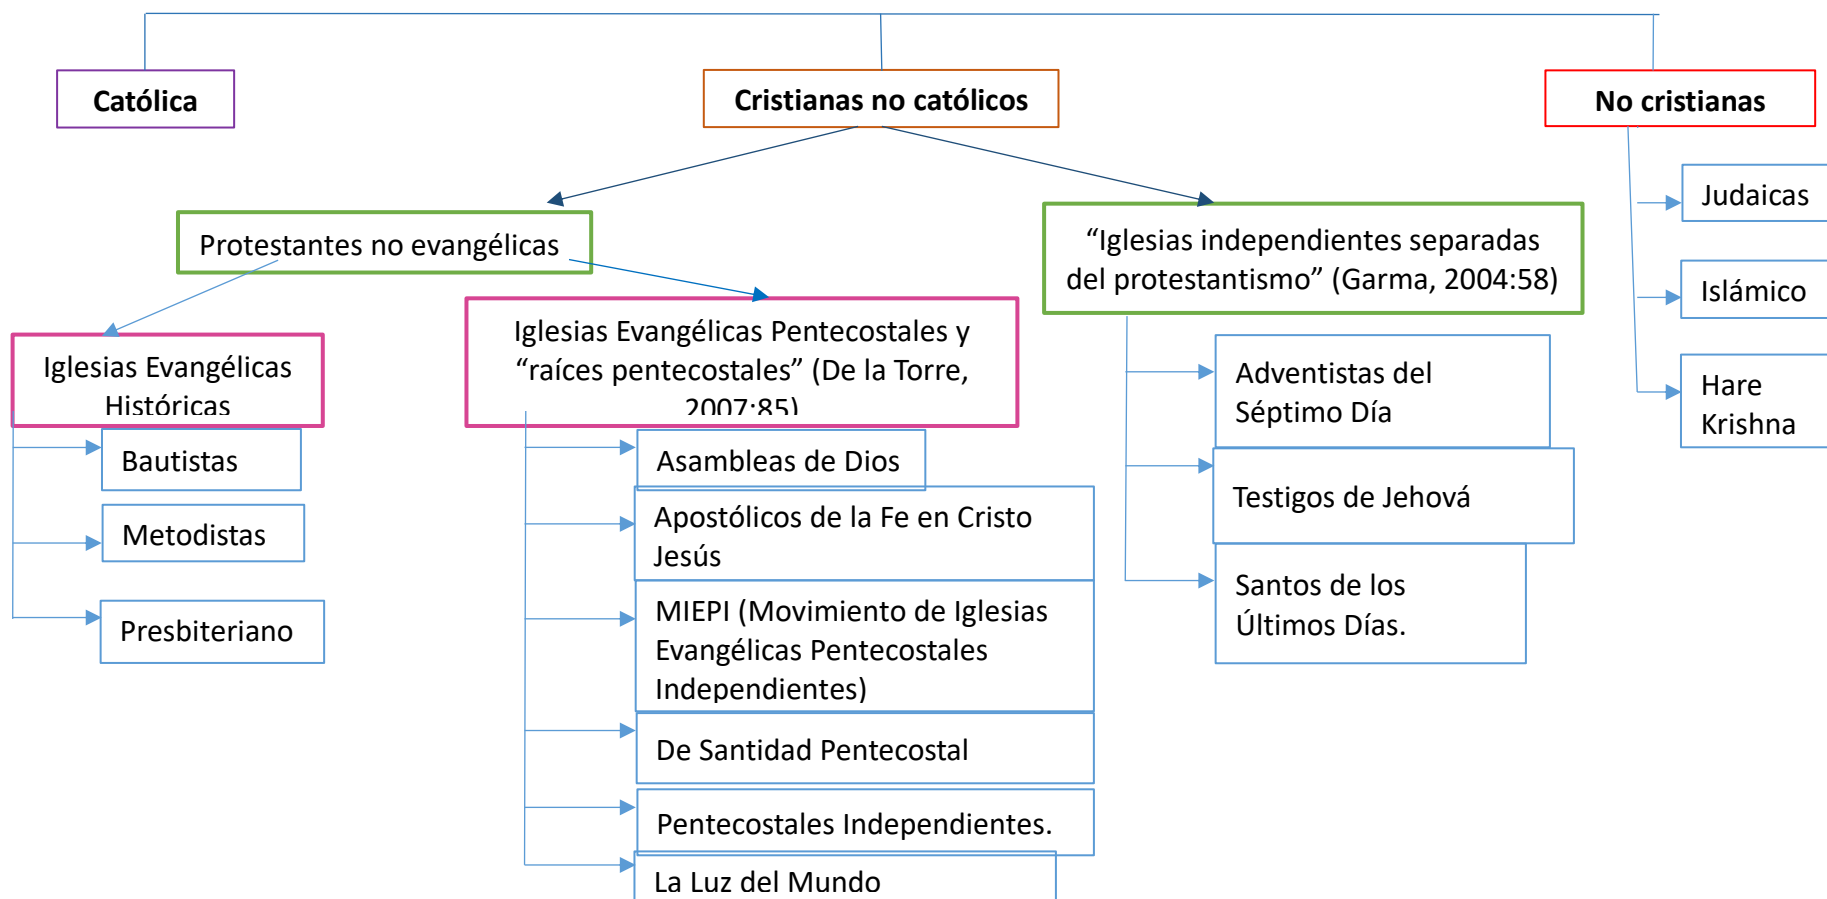 Católica
Cristianas no católicos
No cristianas
Protestantes no evangélicas
“Iglesias independientes separadas
del protestantismo” (Garma, 2004:58)
Iglesias Evangélicas
Históricas
Bautistas
Metodistas
Presbiteriano
Iglesias Evangélicas Pentecostales y
“raíces pentecostales” (De la Torre,
2007:85)
Asambleas de Dios
Apostólicos de la Fe en Cristo
Jesús
MIEPI (Movimiento de Iglesias
Evangélicas Pentecostales
Independientes)
De Santidad Pentecostal
Pentecostales Independientes.
La Luz del Mundo
Adventistas del
Séptimo Día
Testigos de Jehová
Santos de los
Últimos Días.
Judaicas
Islámico
Hare
Krishna